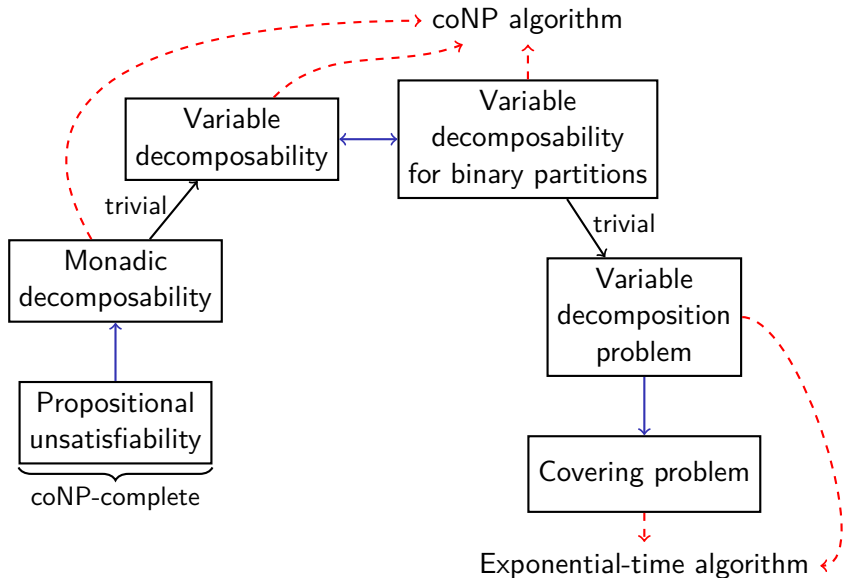 coNP algorithm
Variable
decomposability
Variable
decomposability
for binary partitions
trivial
trivial
Monadic
decomposability
Variable
decomposition
problem
Propositional
unsatisfiability
coNP-complete
Covering problem
Exponential-time algorithm